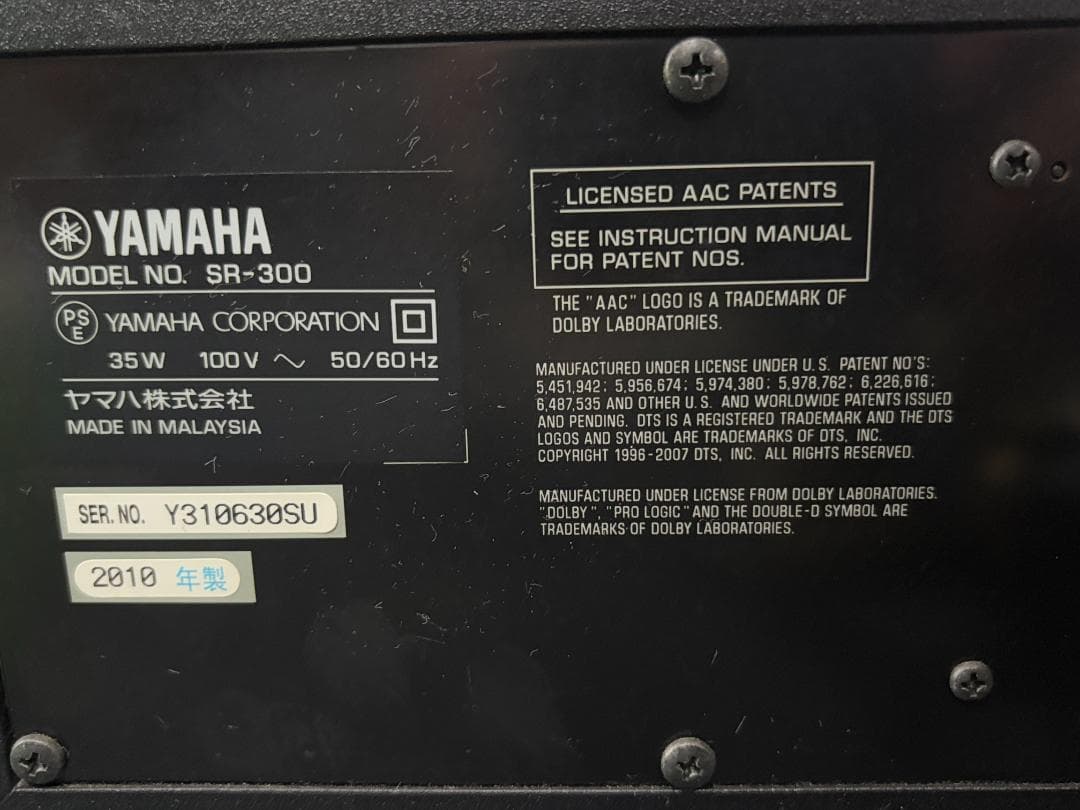 YAMAHA
MODEL NO. SR-300
PS E YAMAHA CORPORATION
35W 100V ~ 50/60Hz
ヤマハ株式会社
MADE IN MALAYSIA
SER. NO. Y310630SU
2010 年製
LICENSED AAC PATENTS
SEE INSTRUCTION MANUAL
FOR PATENT NOS.
THE "AAC" LOGO IS A TRADEMARK OF
DOLBY LABORATORIES.
MANUFACTURED UNDER LICENSE UNDER U.S. PATENT NO'S:
5,451,942; 5,956,674; 5,974,380; 5,978,762; 6,226,616;
6,487,535 AND OTHER U.S. AND WORLDWIDE PATENTS ISSUED
AND PENDING. DTS IS A REGISTERED TRADEMARK AND THE DTS
LOGOS AND SYMBOL ARE TRADEMARKS OF DTS, INC.
COPYRIGHT 1996-2007 DTS, INC. ALL RIGHTS RESERVED.
MANUFACTURED UNDER LICENSE FROM DOLBY LABORATORIES.
"DOLBY", "PRO LOGIC" AND THE DOUBLE-D SYMBOL ARE
TRADEMARKS OF DOLBY LABORATORIES.